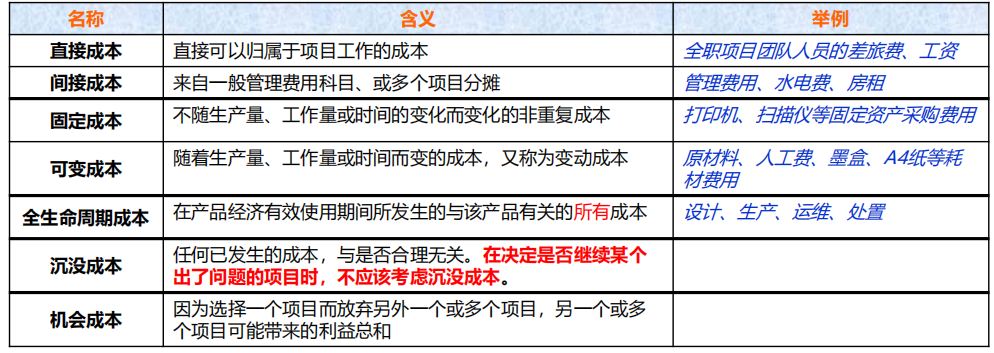 名称 含义 举例
直接成本 直接可以归属于项目工作的成本 全职项目团队人员的差旅费、工资
间接成本 来自一般管理费用科目、或多个项目分摊 管理费用、水电费、房租
固定成本 不随生产量、工作量或时间的变化而变化的非重复成本 打印机、扫描仪等固定资产采购费用
可变成本 随着生产量、工作量或时间而变的成本，又称为变动成本 原材料、人工费、墨盒、A4纸等耗
材费用
全生命周期成本 在产品经济有效使用期间所发生的与该产品有关的所有成本 设计、生产、运维、处置
沉没成本 任何已发生的成本，与是否合理无关。在决定是否继续某个
出了问题的项目时，不应该考虑沉没成本。
机会成本 因为选择一个项目而放弃另外一个或多个项目，另一个或多
个项目可能带来的利益总和